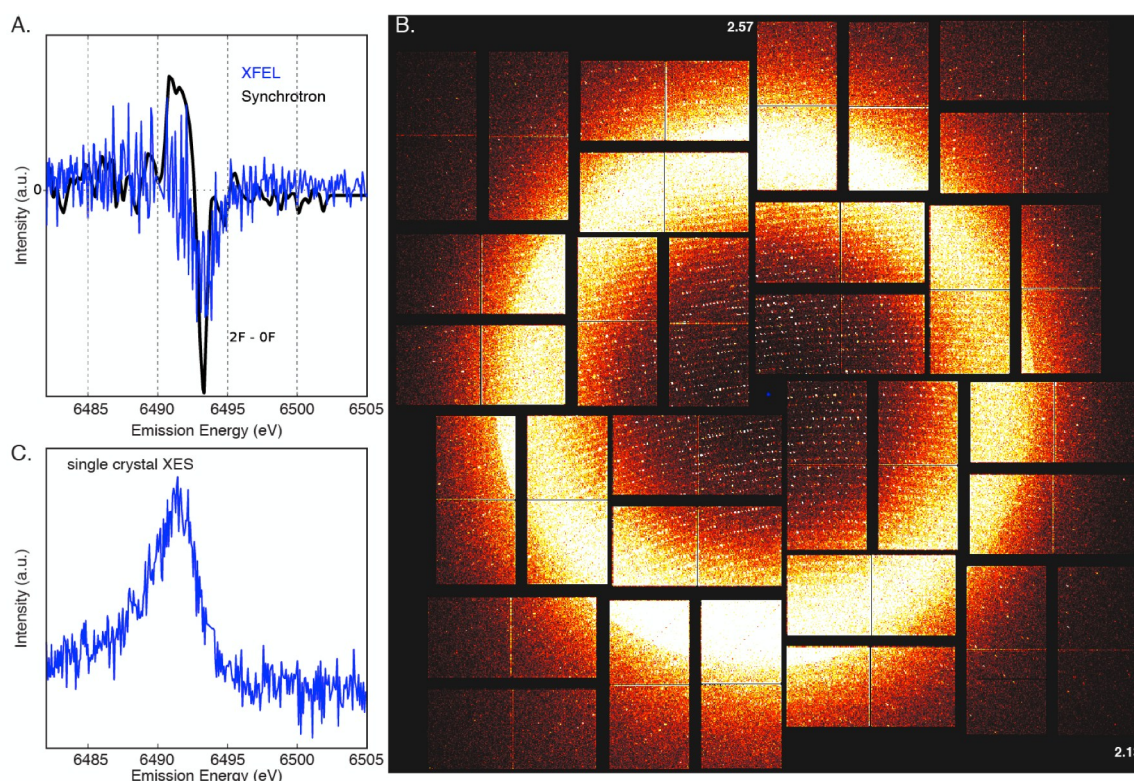 A.
XFEL
Synchrotron
0
2F - 0F
Intensity (a.u.)
6485 6490 6495 6500 6505
Emission Energy (eV)
B.
2.57
C.
single crystal XES
Intensity (a.u.)
6485 6490 6495 6500 6505
Emission Energy (eV)